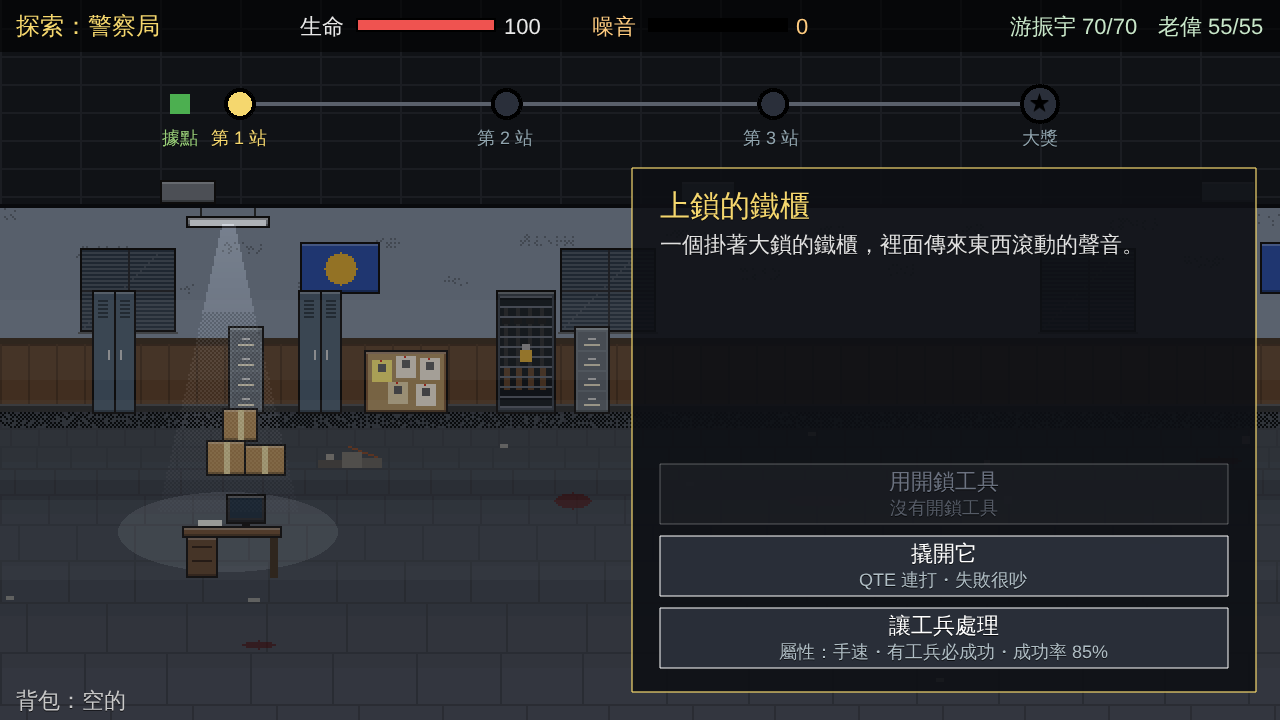 探索：警察局
生命 100
噪音 0
游振宇 70/70 老偉 55/55
據點 第 1 站 第 2 站 第 3 站 大獎
上鎖的鐵櫃
一個掛著大鎖的鐵櫃，裡面傳來東西滾動的聲音。
用開鎖工具
沒有開鎖工具
撬開它
QTE 連打・失敗很吵
讓工兵處理
屬性：手速・有工兵必成功・成功率 85%
背包：空的